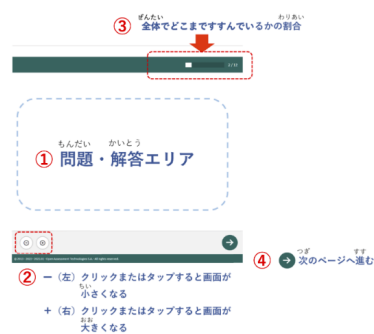 ぜんたい わりあい
③ 全体でどこまですすんでいるかの割合
1 / 17
もんだい かいとう
① 問題・解答エリア
② ー（左）クリックまたはタップすると画面が
ちい
小さくなる
＋（右）クリックまたはタップすると画面が
おお
大きくなる
つぎ すす
④ 次のページへ進む